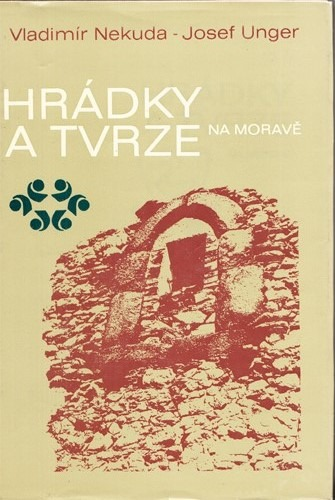 Vladimír Nekuda - Josef Unger
HRÁDKY
A TVRZE NA MORAVĚ